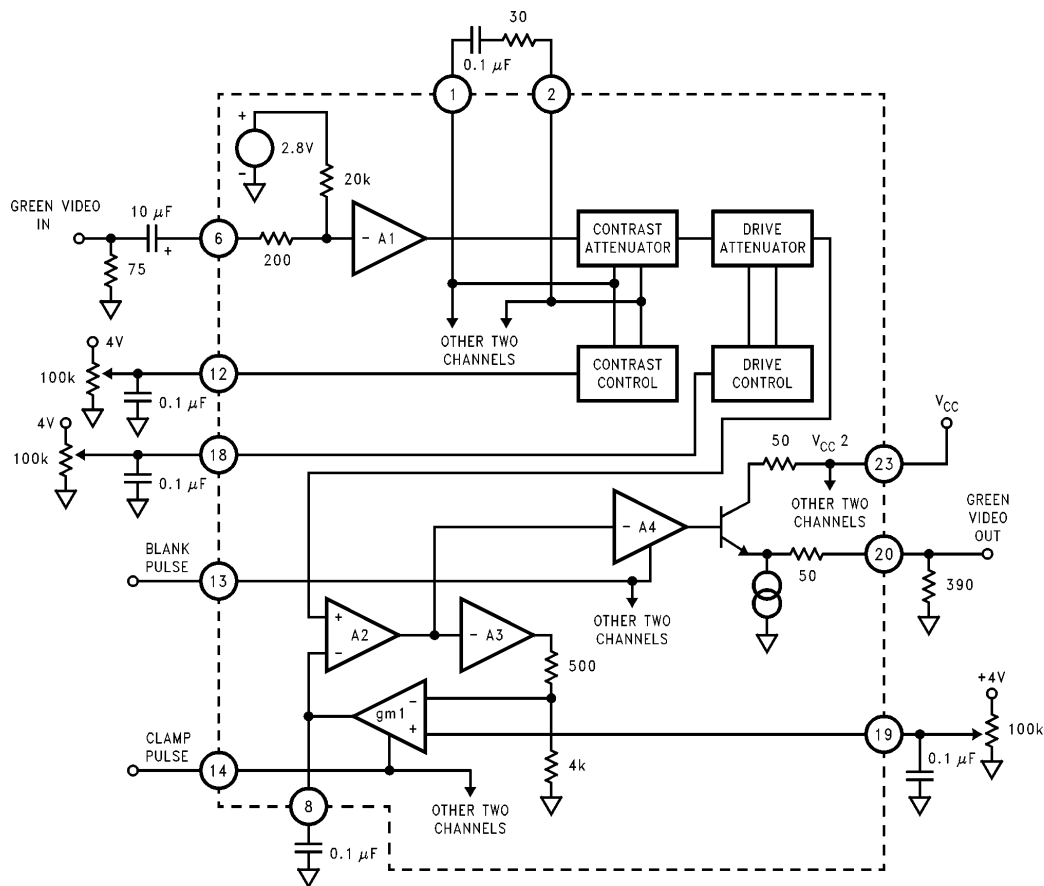 30
0.1 μF
1
2
+
2.8V
−
20k
GREEN VIDEO
IN
10 μF
+
6
200
− A1
75
CONTRAST
ATTENUATOR
DRIVE
ATTENUATOR
OTHER TWO
CHANNELS
CONTRAST
CONTROL
DRIVE
CONTROL
4V
100k
12
0.1 μF
4V
100k
18
0.1 μF
VCC
50
VCC 2
23
OTHER TWO
CHANNELS
GREEN
VIDEO
OUT
− A4
BLANK
PULSE
13
50
20
390
OTHER TWO
CHANNELS
+
A2
−
− A3
500
gm1
−
+
+4V
19
100k
0.1 μF
CLAMP
PULSE
14
4k
OTHER TWO
CHANNELS
8
0.1 μF